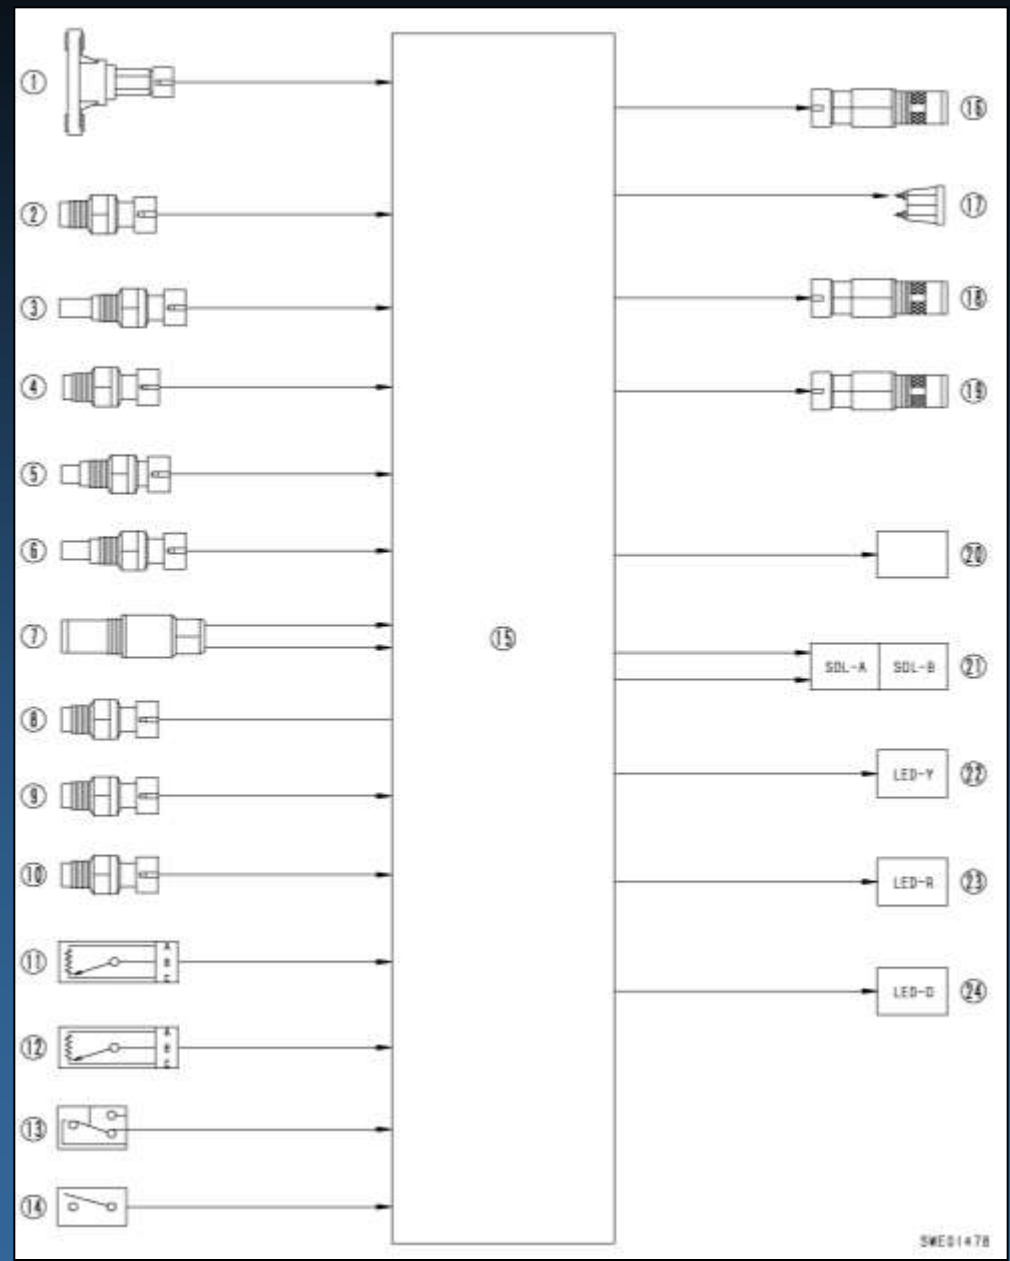 ①
⑯
②
⑰
③
⑱
④
⑲
⑤
⑥
⑳
⑦
⑮
SOL-A SOL-B ㉑
⑧
⑨
LED-Y ㉒
⑩
LED-R ㉓
⑪ A
B
C
LED-O ㉔
⑫ A
B
C
⑬
⑭
SWE01478